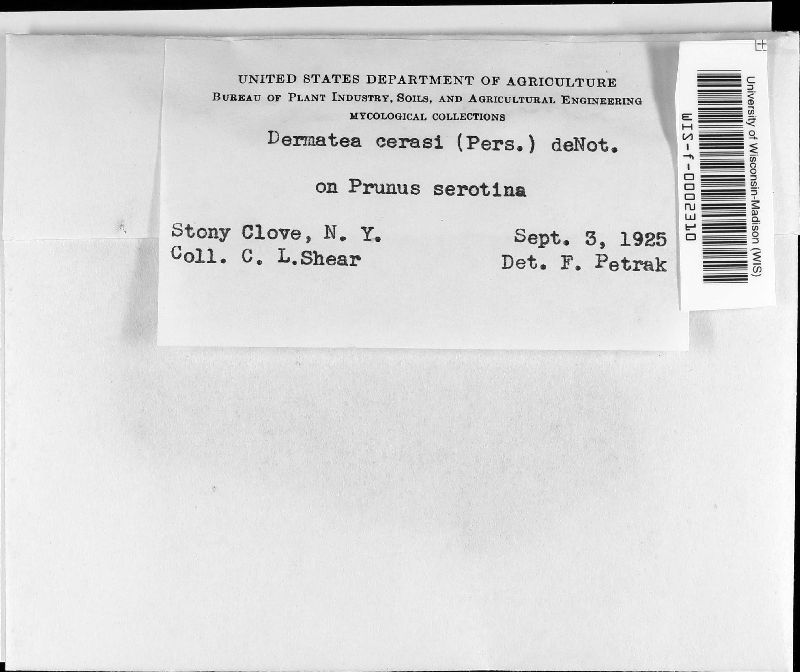 UNITED STATES DEPARTMENT OF AGRICULTURE
BUREAU OF PLANT INDUSTRY, SOILS, AND AGRICULTURAL ENGINEERING
MYCOLOGICAL COLLECTIONS
Dermatea cerasi (Pers.) deNot.
on Prunus serotina
Stony Clove, N. Y. Sept. 3, 1925
Coll. C. L.Shear Det. F. Petrak
University of Wisconsin-Madison (WIS)
WIS-f-0002310